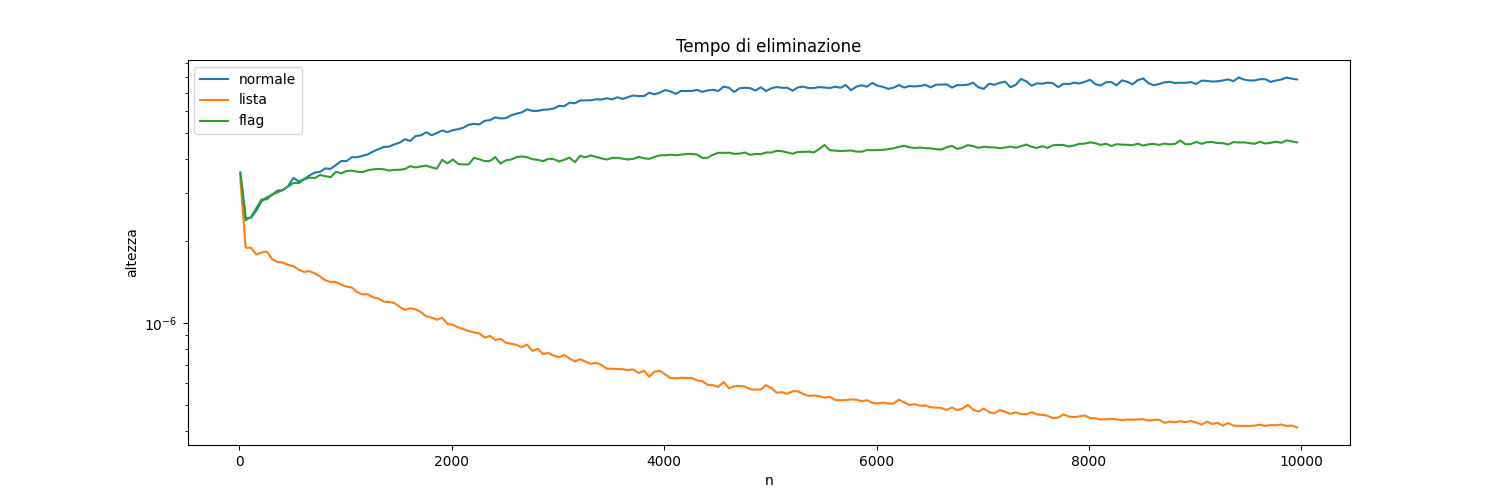 Tempo di eliminazione
normale
lista
flag
altezza
10⁻⁶
0 2000 4000 6000 8000 10000
n